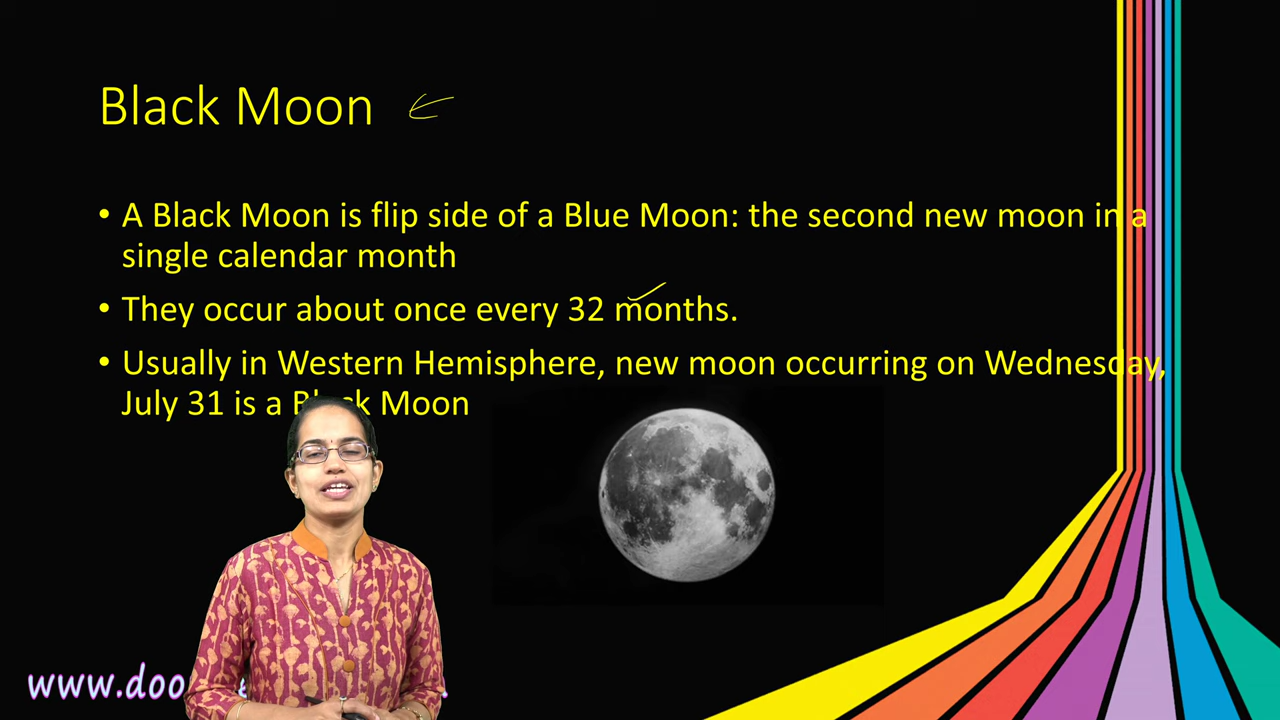 Black Moon
• A Black Moon is flip side of a Blue Moon: the second new moon in a
single calendar month
• They occur about once every 32 months.
• Usually in Western Hemisphere, new moon occurring on Wednesday,
July 31 is a Black Moon